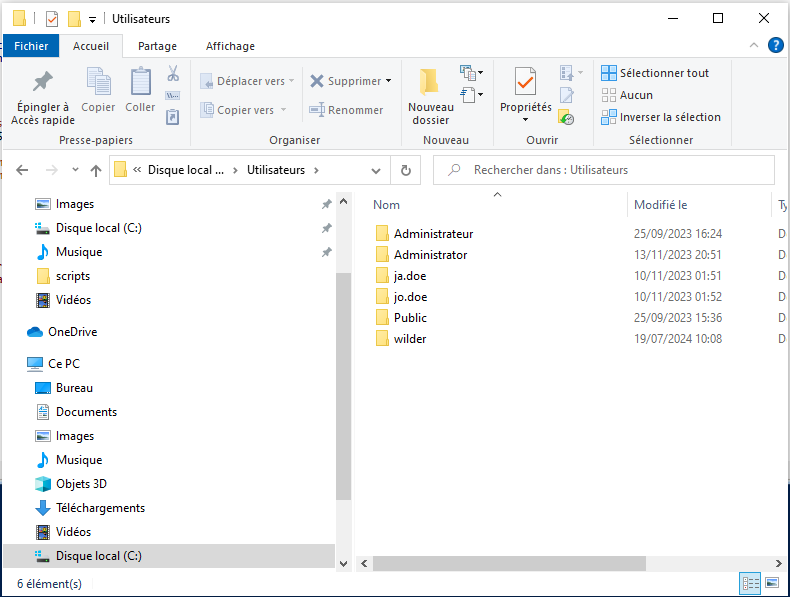 Utilisateurs
Fichier Accueil Partage Affichage
Épingler à Accès rapide
Copier
Coller
Déplacer vers
Copier vers
Supprimer
Renommer
Nouveau dossier
Propriétés
Sélectionner tout
Aucun
Inverser la sélection
Presse-papiers Organiser Nouveau Ouvrir Sélectionner
« Disque local ... > Utilisateurs >
Rechercher dans : Utilisateurs
Images
Disque local (C:)
Musique
scripts
Vidéos
OneDrive
Ce PC
Bureau
Documents
Images
Musique
Objets 3D
Téléchargements
Vidéos
Disque local (C:)
Nom Modifié le Ty
Administrateur 25/09/2023 16:24 D
Administrator 13/11/2023 20:51 D
ja.doe 10/11/2023 01:51 D
jo.doe 10/11/2023 01:52 D
Public 25/09/2023 15:36 D
wilder 19/07/2024 10:08 D
6 élément(s)